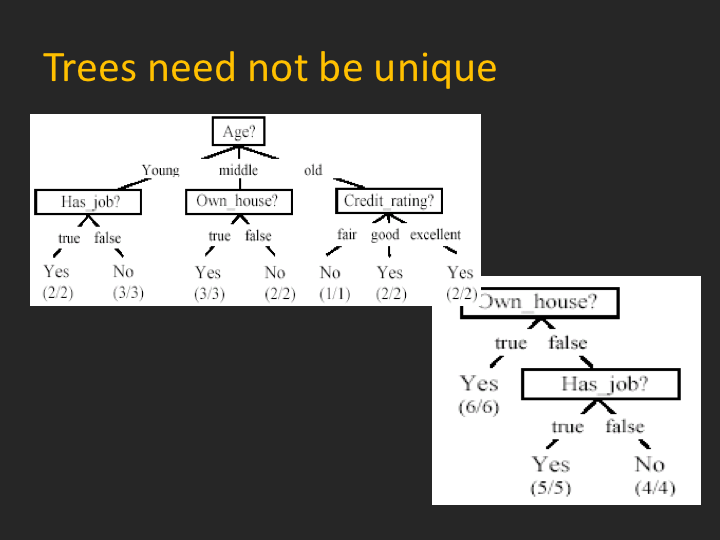 Trees need not be unique
Age?
Young middle old
Has_job? Own_house? Credit_rating?
true false true false fair good excellent
Yes No Yes No No Yes Yes
(2/2) (3/3) (3/3) (2/2) (1/1) (2/2) (2/2)
Own_house?
true false
Yes Has_job?
(6/6)
true false
Yes No
(5/5) (4/4)